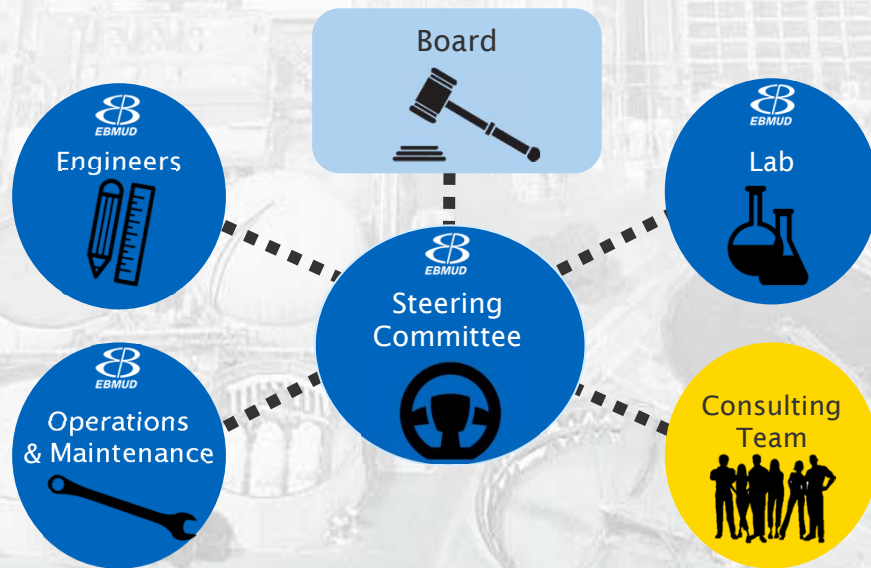 Board
EBMUD
Engineers
EBMUD
Lab
EBMUD
Steering
Committee
EBMUD
Operations
& Maintenance
Consulting
Team